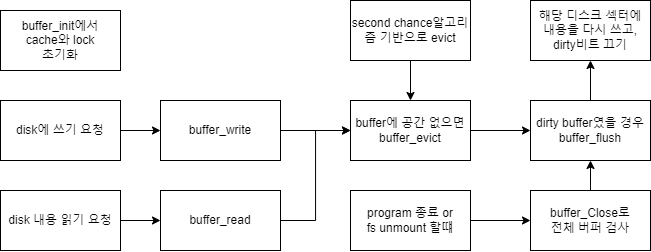 buffer_init에서
cache와 lock
초기화
second chance알고리
즘 기반으로 evict
해당 디스크 섹터에
내용을 다시 쓰고,
dirty비트 끄기
disk에 쓰기 요청
buffer_write
buffer에 공간 없으면
buffer_evict
dirty buffer였을 경우
buffer_flush
disk 내용 읽기 요청
buffer_read
program 종료 or
fs unmount 할떄
buffer_Close로
전체 버퍼 검사